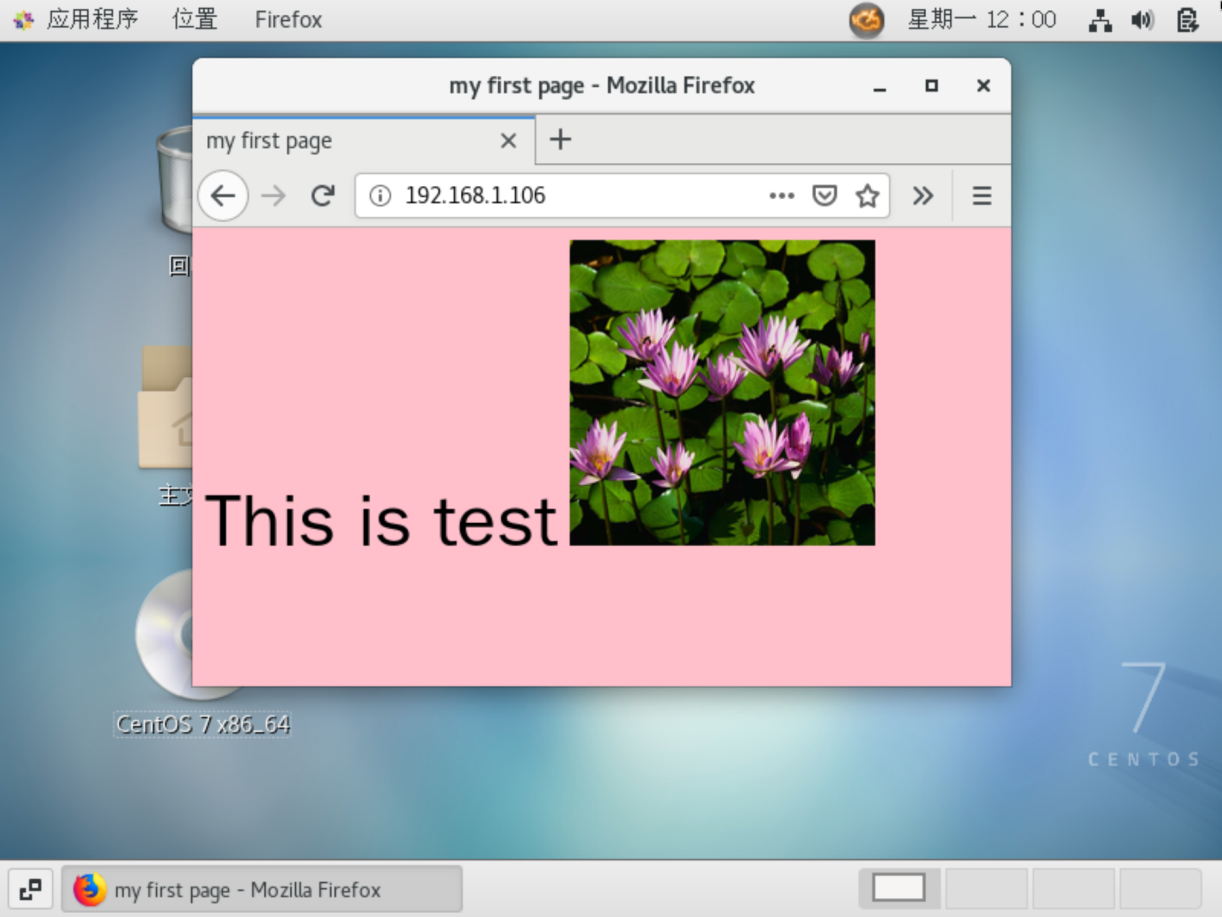 应用程序 位置 Firefox 星期一 12：00
my first page - Mozilla Firefox
my first page
192.168.1.106
This is test
CentOS 7 x86_64
7
CENTOS
my first page - Mozilla Firefox